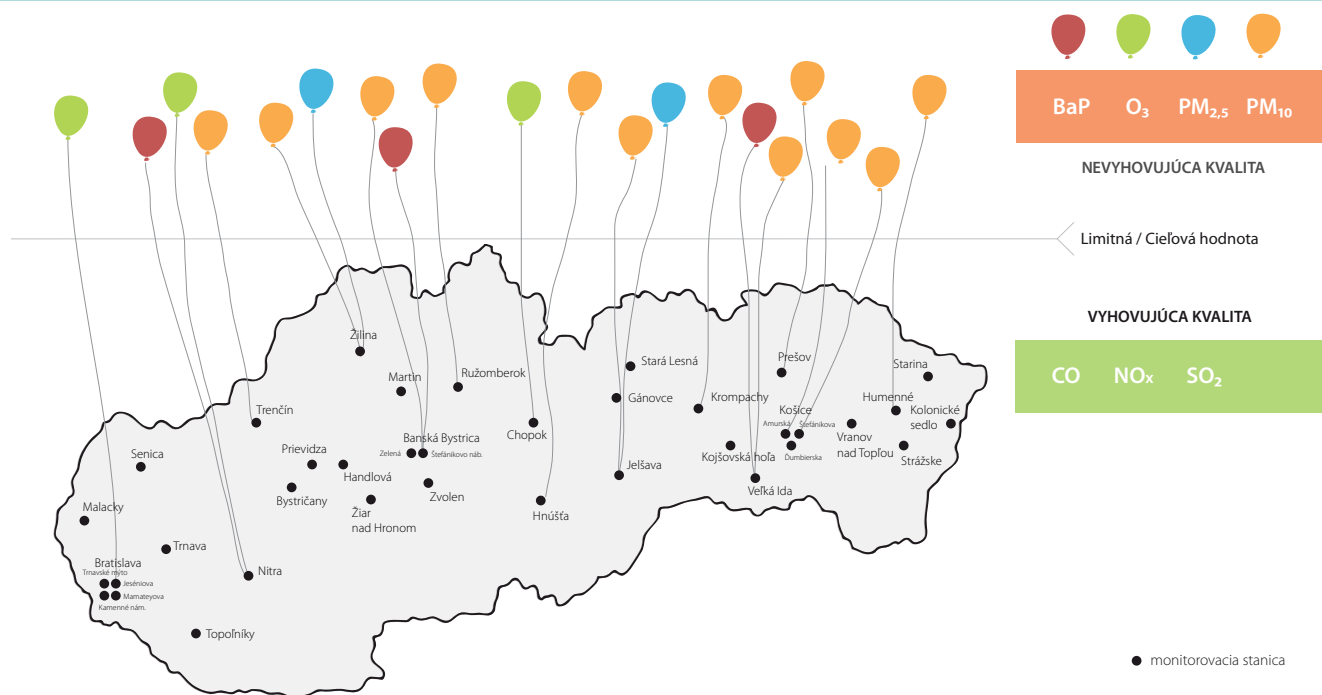 BaP O₃ PM₂,₅ PM₁₀
NEVYHOVUJÚCA KVALITA
Limitná / Cieľová hodnota
VYHOVUJÚCA KVALITA
CO NOx SO₂
Žilina
Martin
Ružomberok
Stará Lesná
Gánovce
Prešov
Starina
Krompachy
Humenné
Kolonické
sedlo
Trenčín
Chopok
Košice
Amurská
Štefánikova
Ďumbierska
Vranov
nad Topľou
Strážske
Kojšovská hoľa
Banská Bystrica
Zelená
Štefánikovo náb.
Prievidza
Handlová
Senica
Bystričany
Žiar
nad Hronom
Zvolen
Hnúšťa
Jelšava
Veľká Ida
Malacky
Trnava
Bratislava
Trnavské mýto
Jeséniova
Mamateyova
Kamenné nám.
Nitra
Topoľníky
monitorovacia stanica